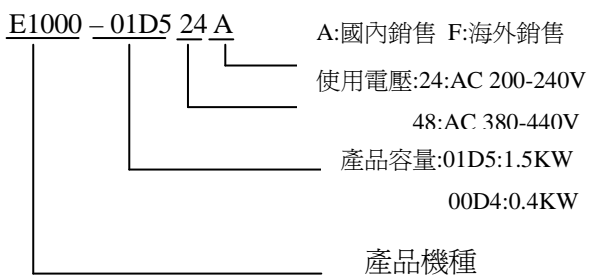 E1000 – 01D5 24 A
A:國內銷售 F:海外銷售
使用電壓:24:AC 200-240V
48:AC 380-440V
產品容量:01D5:1.5KW
00D4:0.4KW
產品機種